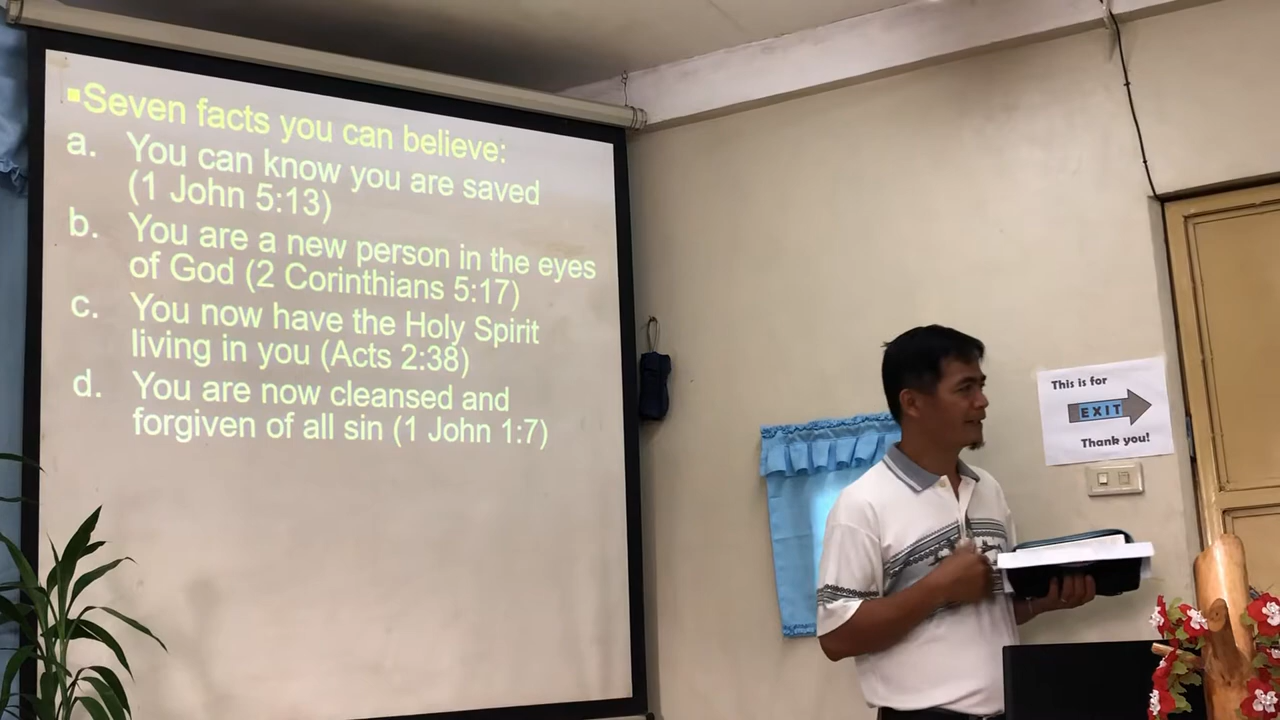 ▪Seven facts you can believe:
a. You can know you are saved
(1 John 5:13)
b. You are a new person in the eyes
of God (2 Corinthians 5:17)
c. You now have the Holy Spirit
living in you (Acts 2:38)
d. You are now cleansed and
forgiven of all sin (1 John 1:7)
This is for
EXIT
Thank you!